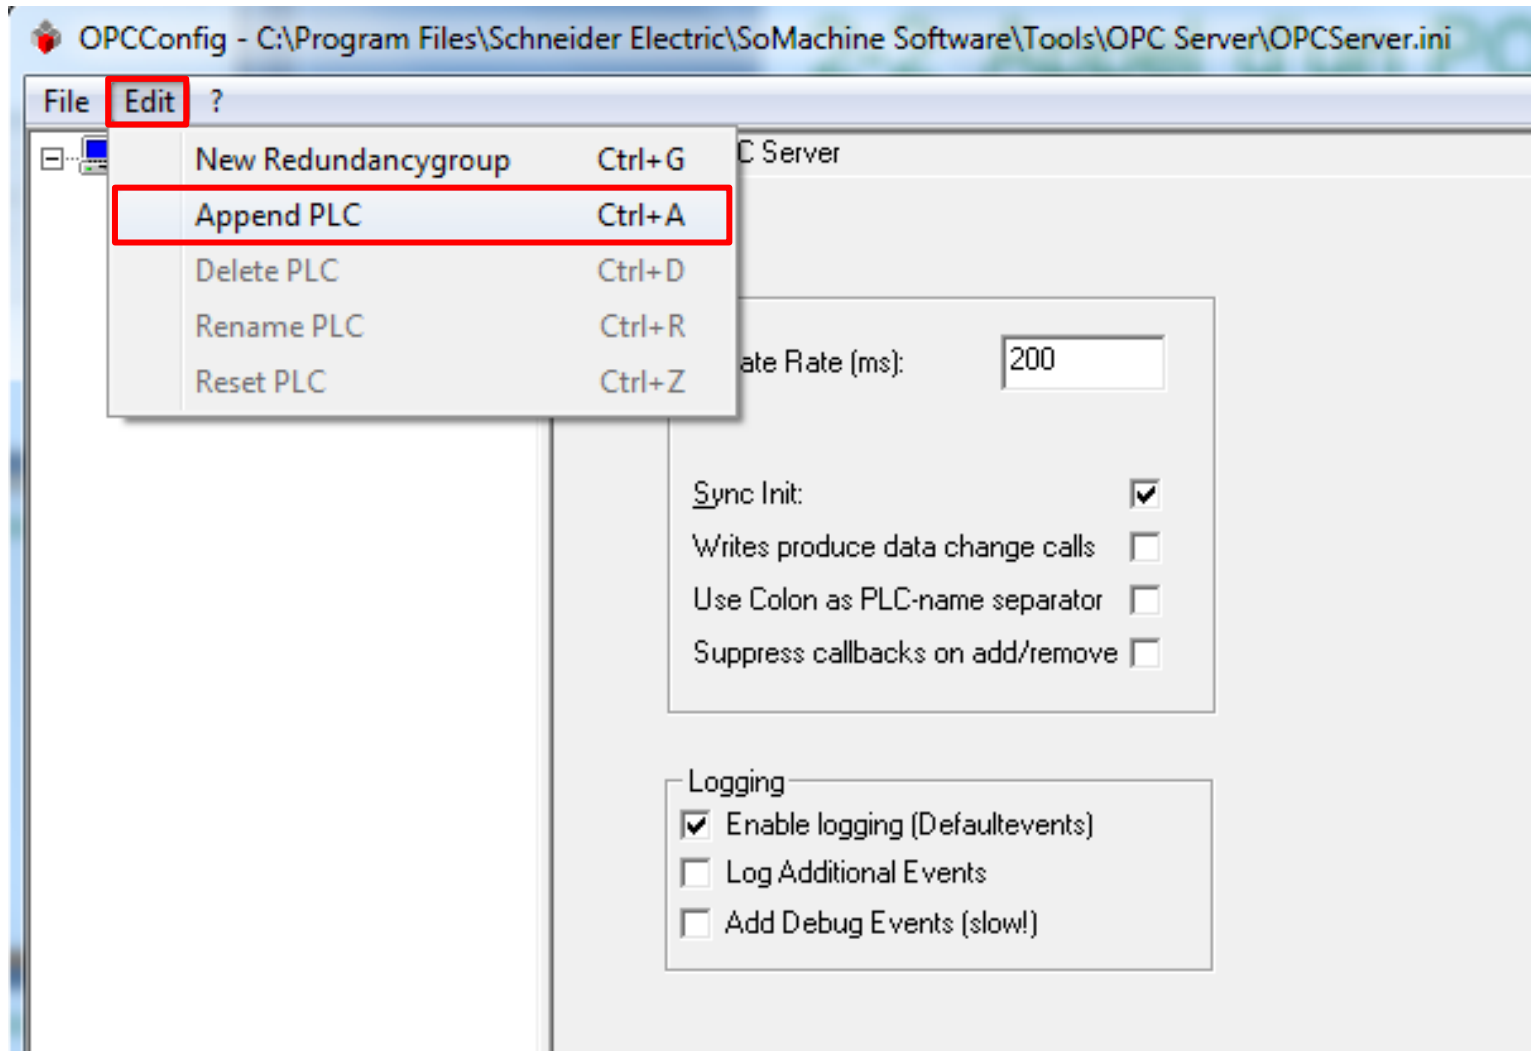 OPCConfig - C:\Program Files\Schneider Electric\SoMachine Software\Tools\OPC Server\OPCServer.ini
File Edit ?
New Redundancygroup Ctrl+G
Append PLC Ctrl+A
Delete PLC Ctrl+D
Rename PLC Ctrl+R
Reset PLC Ctrl+Z
C Server
ate Rate (ms): 200
Sync Init:
Writes produce data change calls
Use Colon as PLC-name separator
Suppress callbacks on add/remove
Logging
Enable logging (Defaultevents)
Log Additional Events
Add Debug Events (slow!)